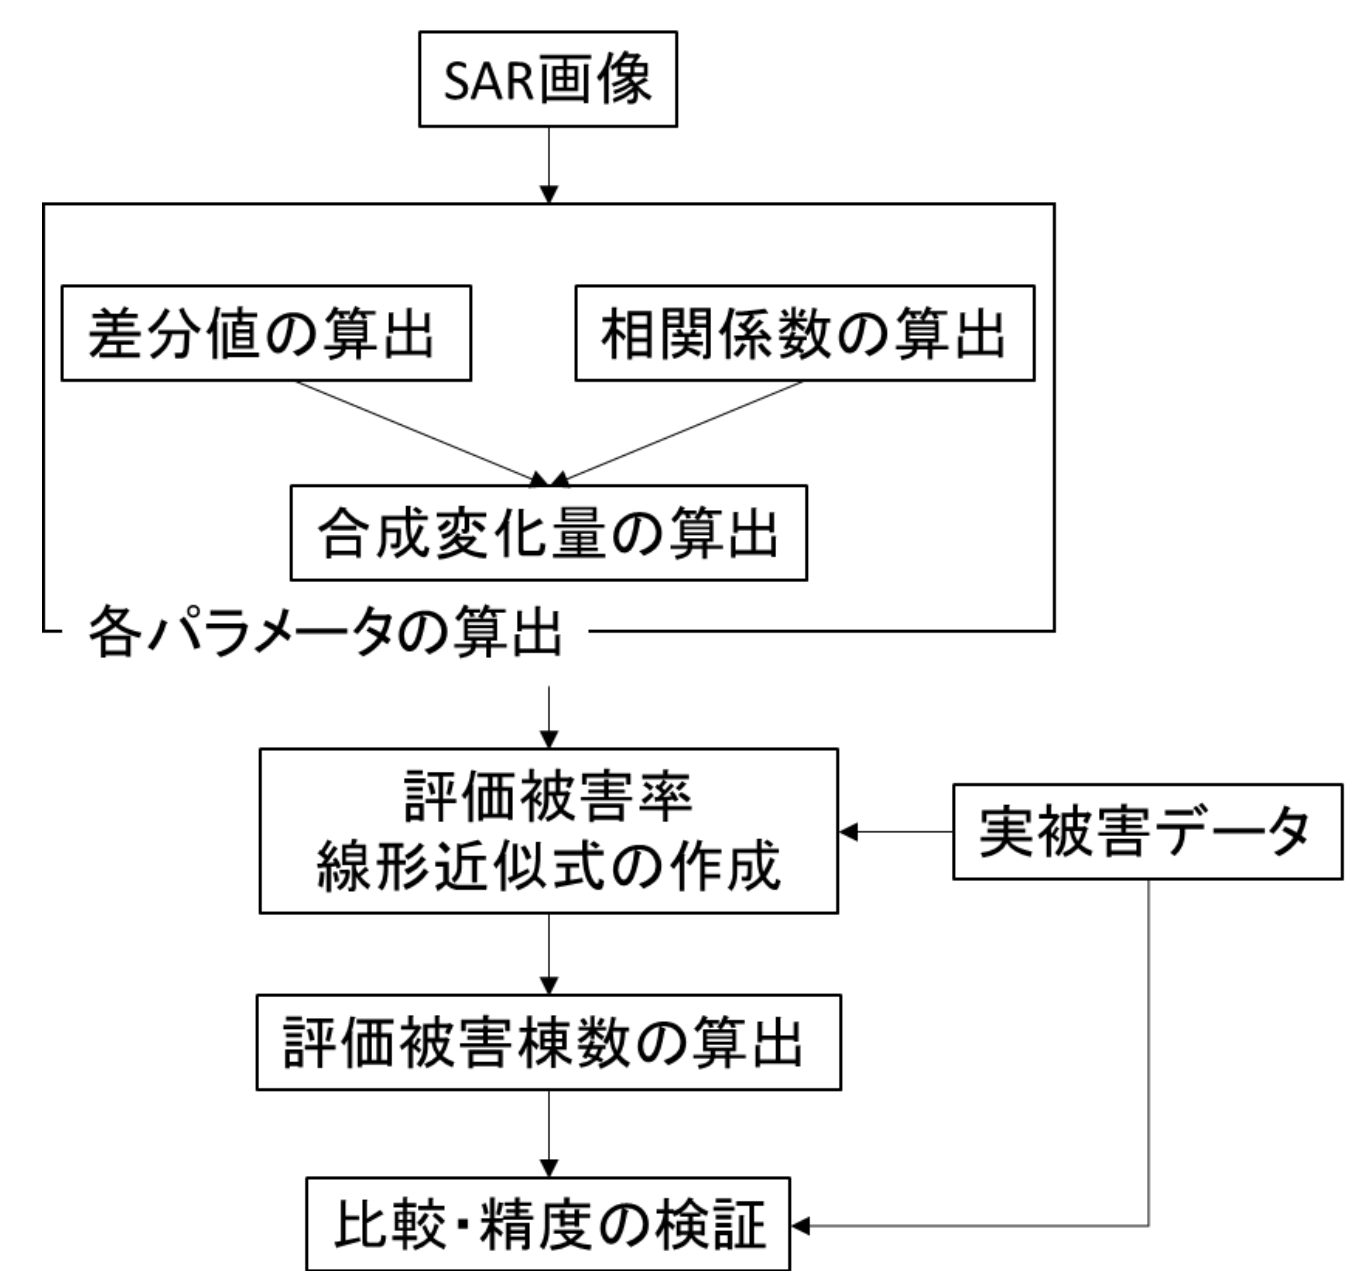 SAR画像
差分値の算出
相関係数の算出
合成変化量の算出
各パラメータの算出
評価被害率
線形近似式の作成
実被害データ
評価被害棟数の算出
比較・精度の検証